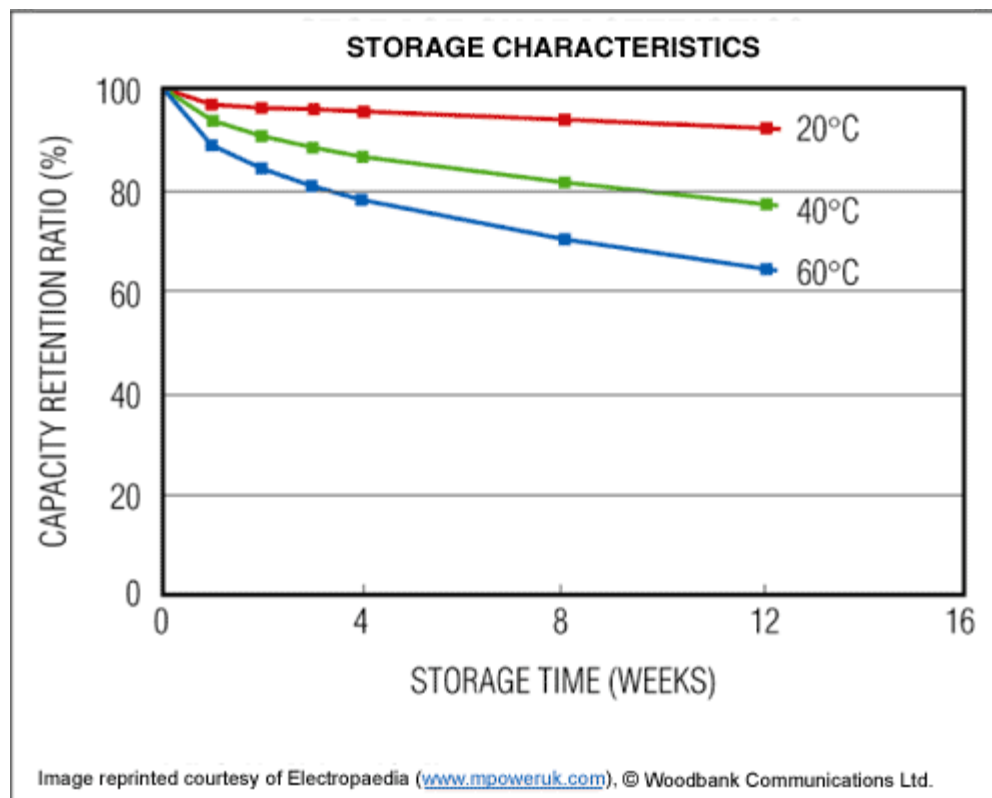 STORAGE CHARACTERISTICS
100
80
60
40
20
0
CAPACITY RETENTION RATIO (%)
20°C
40°C
60°C
0 4 8 12 16
STORAGE TIME (WEEKS)
Image reprinted courtesy of Electropaedia (www.mpoweruk.com), © Woodbank Communications Ltd.